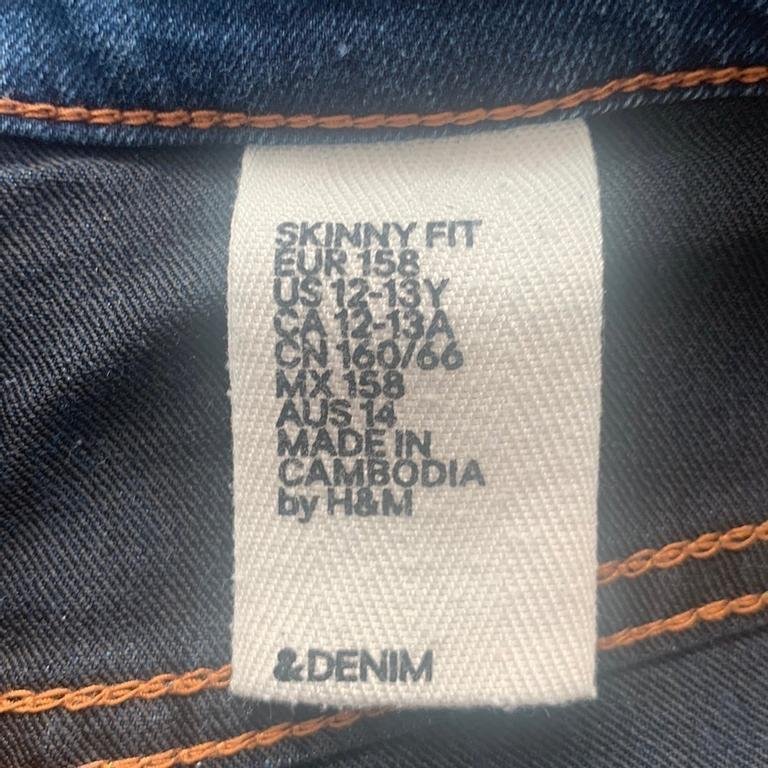 SKINNY FIT
EUR 158
US 12-13Y
CA 12-13A
CN 160/66
MX 158
AUS 14
MADE IN
CAMBODIA
by H&M
&DENIM